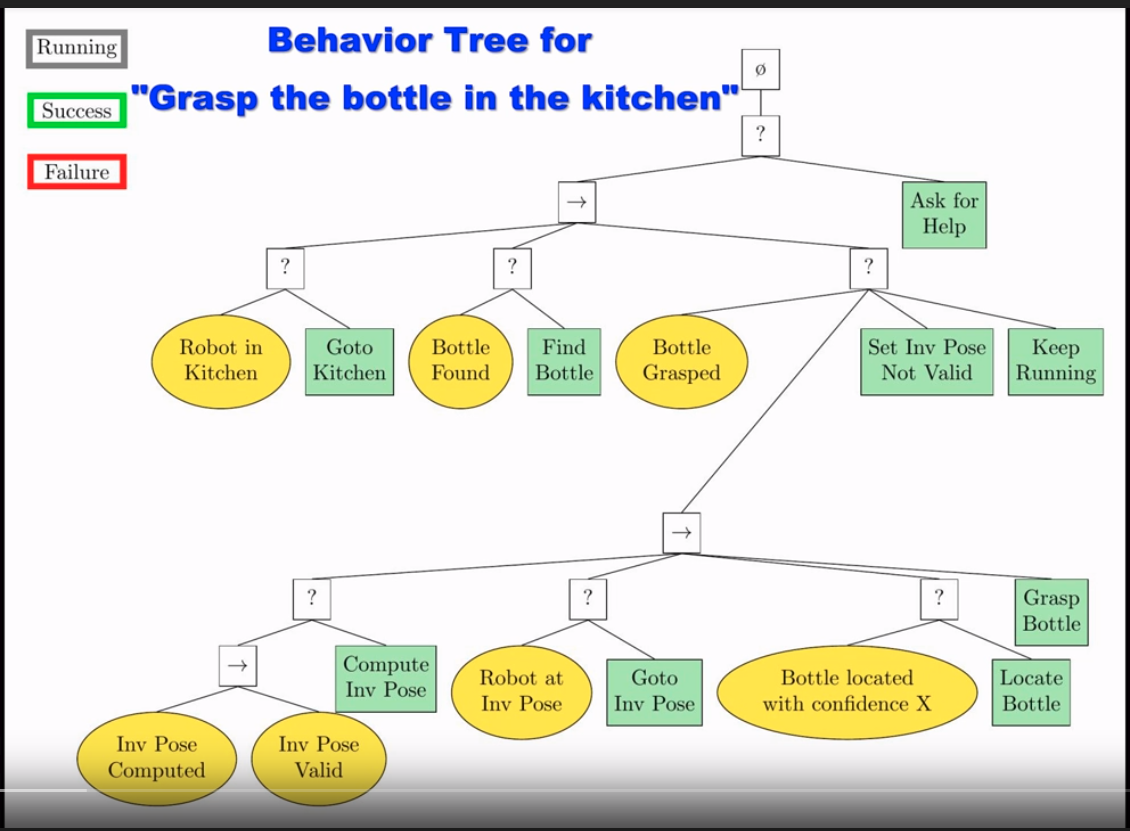 Running
Success
Failure
Behavior Tree for
"Grasp the bottle in the kitchen"
ø
?
→
Ask for
Help
?
?
?
Robot in
Kitchen
Goto
Kitchen
Bottle
Found
Find
Bottle
Bottle
Grasped
Set Inv Pose
Not Valid
Keep
Running
→
?
?
?
Grasp
Bottle
→
Compute
Inv Pose
Robot at
Inv Pose
Goto
Inv Pose
Bottle located
with confidence X
Locate
Bottle
Inv Pose
Computed
Inv Pose
Valid